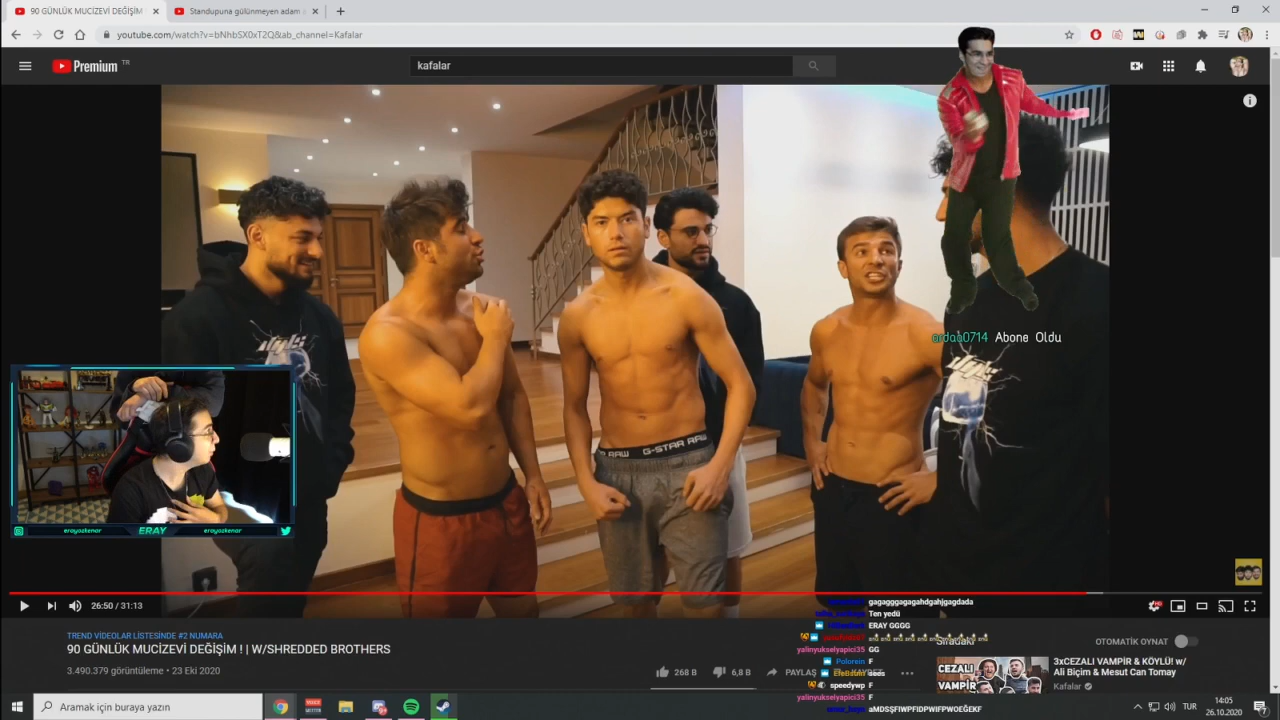 90 GÜNLÜK MUCİZEVİ DEĞİŞİM !
Standupuna gülünmeyen adam
youtube.com/watch?v=bNhbSX0xT2Q&ab_channel=Kafalar
Premium TR
kafalar
ardaa0714 Abone Oldu
RAW G-STAR RAW
erayozkenar ERAY erayozkenar
26:50 / 31:13
gagagggagagahdgahjgagdada
Ten yedü
ERAY GGGG
yalinyukselyapici35 GG
Polorein F
speedywp F
yalinyukselyapici35 F
aMDSŞFIWPFIDPWIFPWOEĞEKF
TREND VİDEOLAR LİSTESİNDE #2 NUMARA
90 GÜNLÜK MUCİZEVİ DEĞİŞİM ! | W/SHREDDED BROTHERS
3.490.379 görüntüleme • 23 Eki 2020
268 B
6,8 B
PAYLAŞ
Sıradaki
OTOMATİK OYNAT
CEZALI
VAMPİR
3xCEZALI VAMPİR & KÖYLÜ! w/
Ali Biçim & Mesut Can Tomay
Kafalar
Aramak için buraya yazın
TUR
14:05
26.10.2020